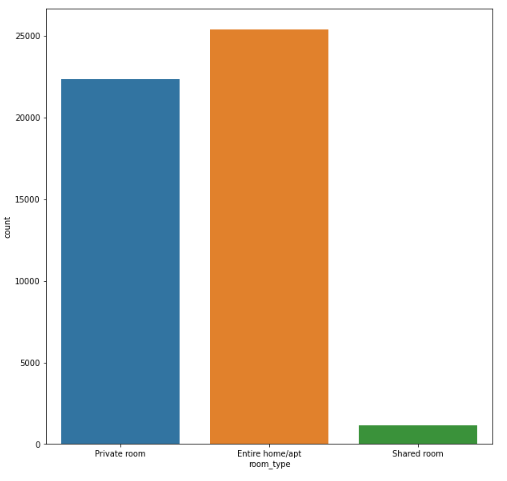 25000
20000
15000
10000
5000
0
count
Private room
Entire home/apt
Shared room
room_type